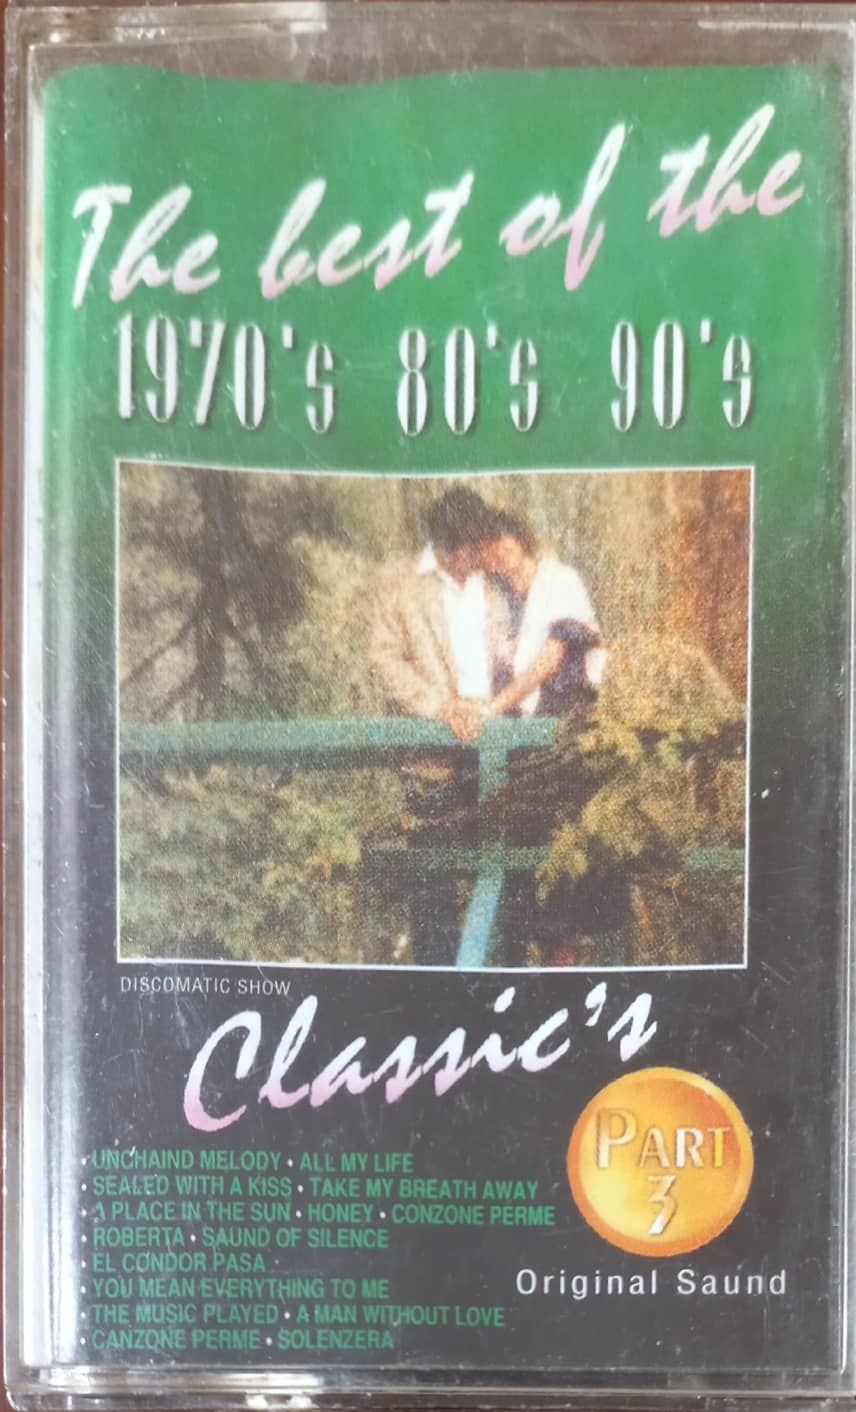 The best of the
1970's 80's 90's
DISCOMATIC SHOW
Classic's
PART
3
• UNCHAIND MELODY • ALL MY LIFE
• SEALED WITH A KISS • TAKE MY BREATH AWAY
• A PLACE IN THE SUN • HONEY • CONZONE PERME
• ROBERTA • SAUND OF SILENCE
• EL CONDOR PASA •
• YOU MEAN EVERYTHING TO ME
• THE MUSIC PLAYED • A MAN WITHOUT LOVE
• CANZONE PERME • SOLENZERA
Original Saund